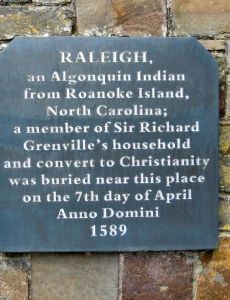 RALEIGH,
an Algonquin Indian
from Roanoke Island,
North Carolina;
a member of Sir Richard
Grenville's household
and convert to Christianity
was buried near this place
on the 7th day of April
Anno Domini
1589